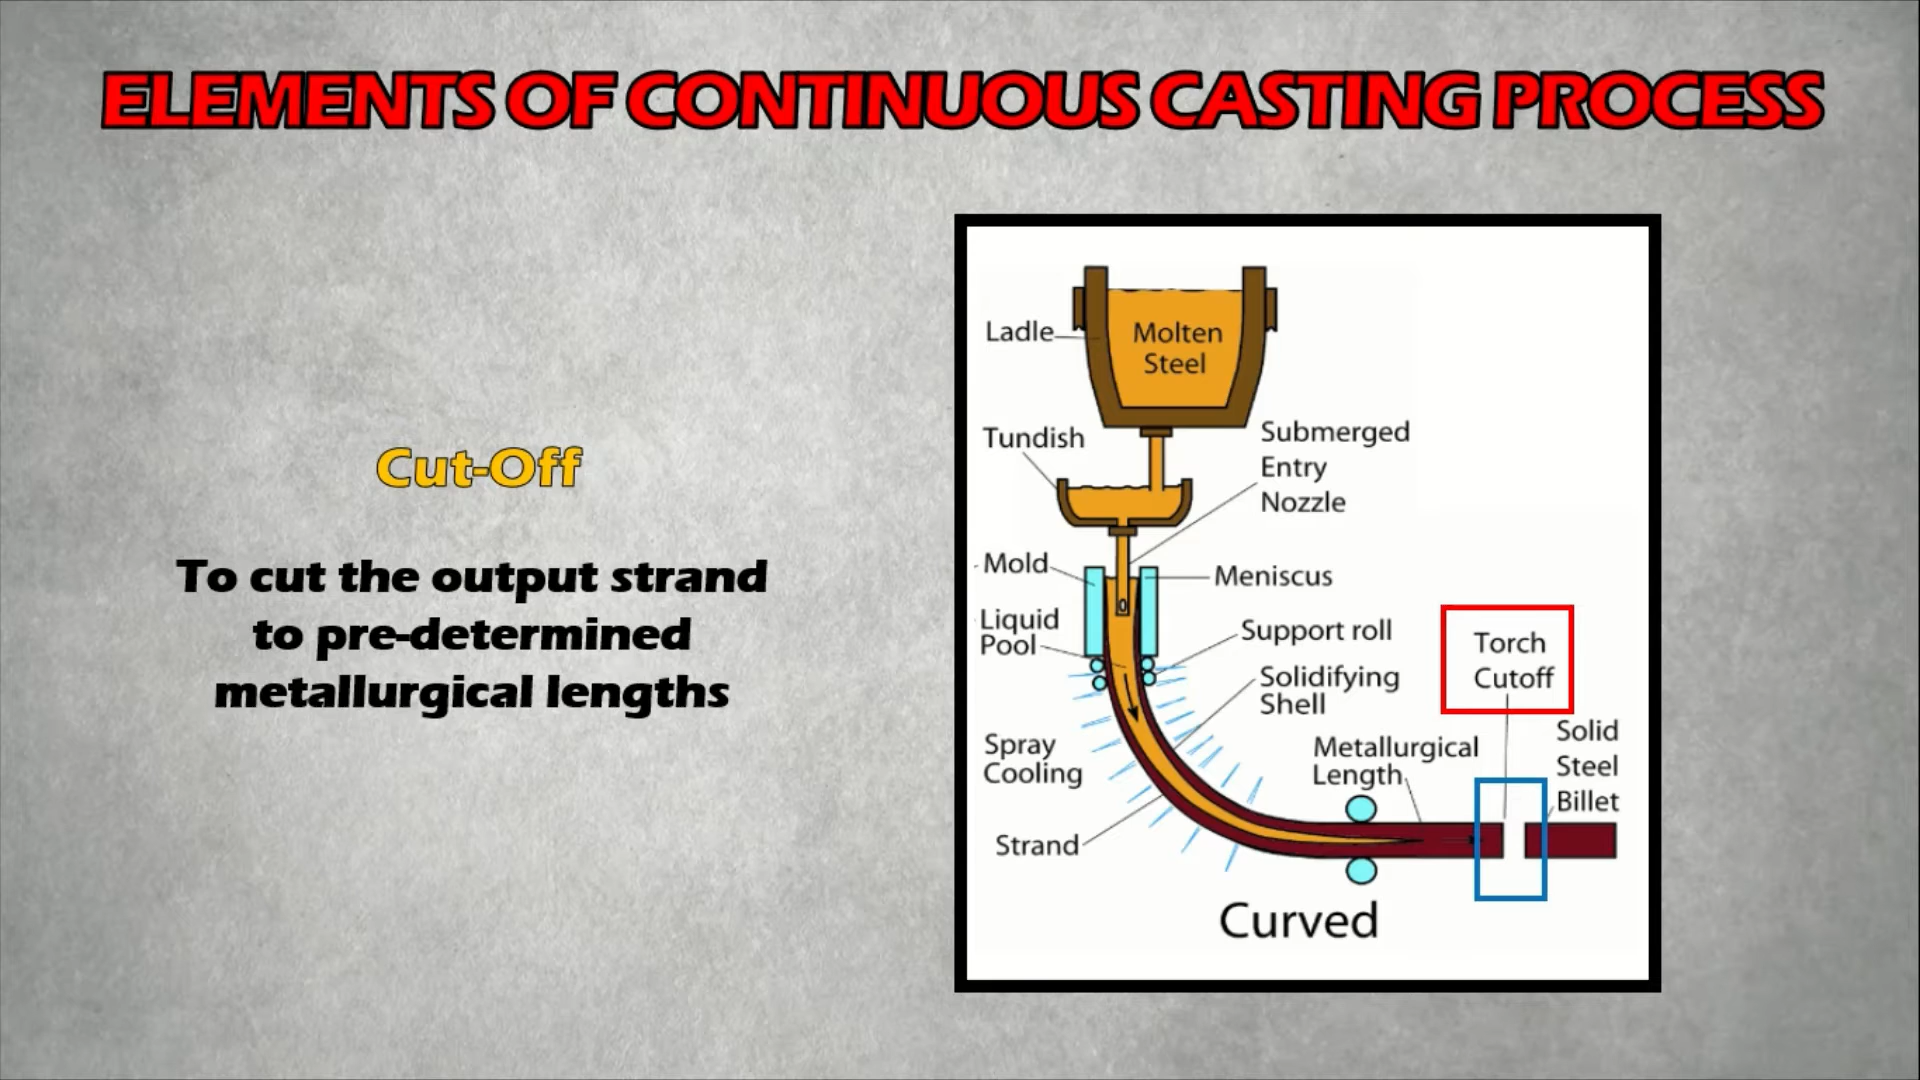 ELEMENTS OF CONTINUOUS CASTING PROCESS
Cut-Off
To cut the output strand
to pre-determined
metallurgical lengths
Ladle
Molten
Steel
Tundish
Submerged
Entry
Nozzle
Mold
Meniscus
Liquid
Pool
Support roll
Torch
Cutoff
Solidifying
Shell
Spray
Cooling
Metallurgical
Length
Solid
Steel
Billet
Strand
Curved